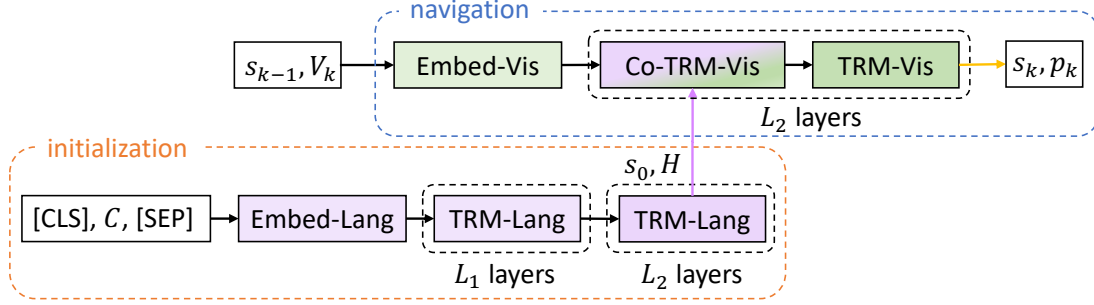 navigation
s_{k−1}, V_k
Embed-Vis
Co-TRM-Vis
TRM-Vis
s_k, p_k
L_2 layers
initialization
s_0, H
[CLS], C, [SEP]
Embed-Lang
TRM-Lang
TRM-Lang
L_1 layers
L_2 layers